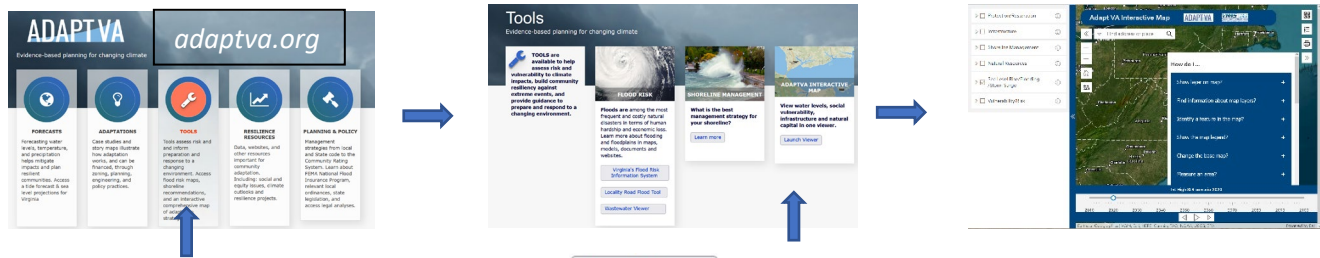 ADAPTVA
adaptva.org
Evidence-based planning for changing climate
FORECASTS
Forecasting water
levels, temperature,
and precipitation
helps mitigate
impacts and plan
resilient
communities. Access
a tide forecast & sea
level projections for
Virginia
ADAPTATIONS
Case studies and
story maps illustrate
how adaptation
works, and can be
financed, through
zoning, planning,
engineering, and
policy practices.
TOOLS
Tools assess risk and
and inform
preparation and
response to a
changing
environment. Access
flood risk maps,
shoreline
recommendations,
and an interactive
comprehensive map
of
RESILIENCE
RESOURCES
Data, websites, and
other resources
important for
community
adaptation.
Including: social and
equity issues, climate
outlooks and
resilience projects.
PLANNING & POLICY
Management
strategies from local
and State code to the
Community Rating
System. Learn about
FEMA National Flood
Insurance Program,
relevant local
ordinances, state
legislation, and
access legal analyses.
Tools
Evidence-based planning for changing climate
TOOLS are
available to help
assess risk and
vulnerability to climate
impacts, build community
resiliency against
extreme events, and
provide guidance to
prepare and respond to a
changing environment.
FLOOD RISK
Floods are among the most
frequent and costly natural
disasters in terms of human
hardship and economic loss.
Learn more about flooding
and floodplains in maps,
models, documents and
websites.
Virginia's Flood Risk
Information System
Locality Road Flood Tool
Wastewater Viewer
SHORELINE MANAGEMENT
What is the best
management strategy for
your shoreline?
Learn more
ADAPTVA INTERACTIVE
MAP
View water levels, social
vulnerability,
infrastructure and natural
capital in one viewer.
Launch Viewer
Infrastructure
Shoreline Management
Natural Resources
Adapt VA Interactive Map
ADAPTVA
How do I...
Show layers on map?
Find information about map layers?
Identify a feature in the map?
Show the map legend?
Change the base map?
Measure an Area?